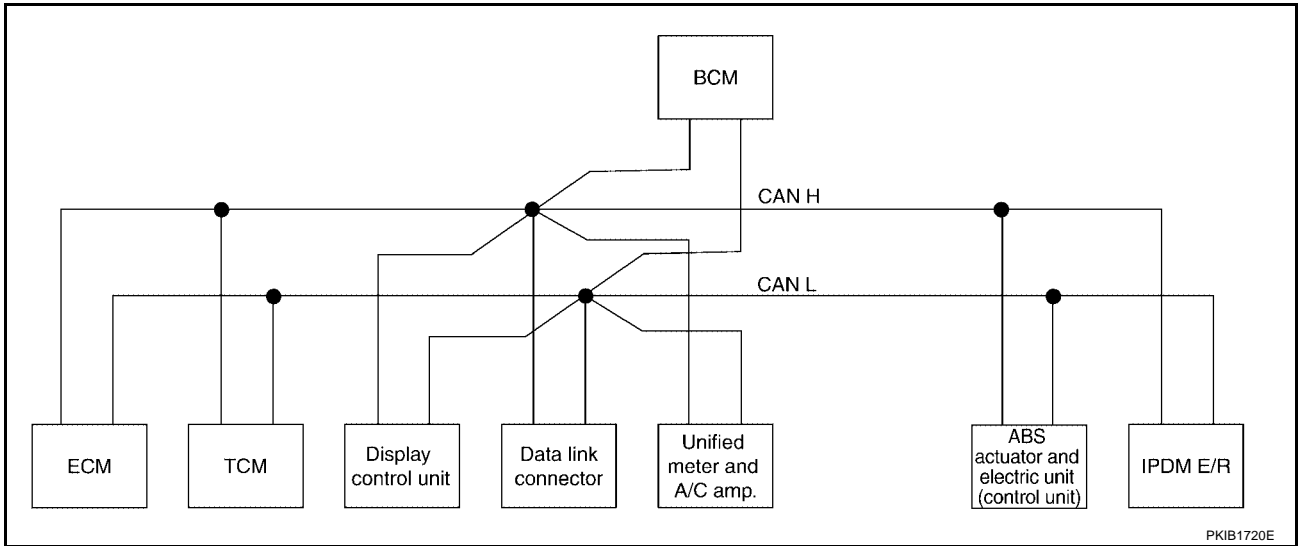 BCM
CAN H
CAN L
ECM
TCM
Display
control unit
Data link
connector
Unified
meter and
A/C amp.
ABS
actuator and
electric unit
(control unit)
IPDM E/R
PKIB1720E